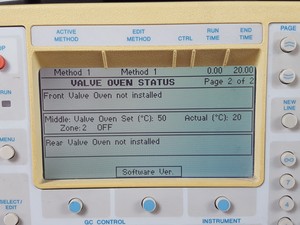 ACTIVE METHOD EDIT METHOD CTRL RUN TIME END TIME PAGE
Method 1 Method 1 0.00 20.00
VALVE OVEN STATUS Page 2 of 2
Front Valve Oven not installed
Middle: Valve Oven Set (°C): 50 Actual (°C): 20
Zone: 2 OFF
Rear Valve Oven not installed
Software Ver.
RUN
MENU
SELECT/
EDIT
NEW
LINE
GC CONTROL INSTRUMENT